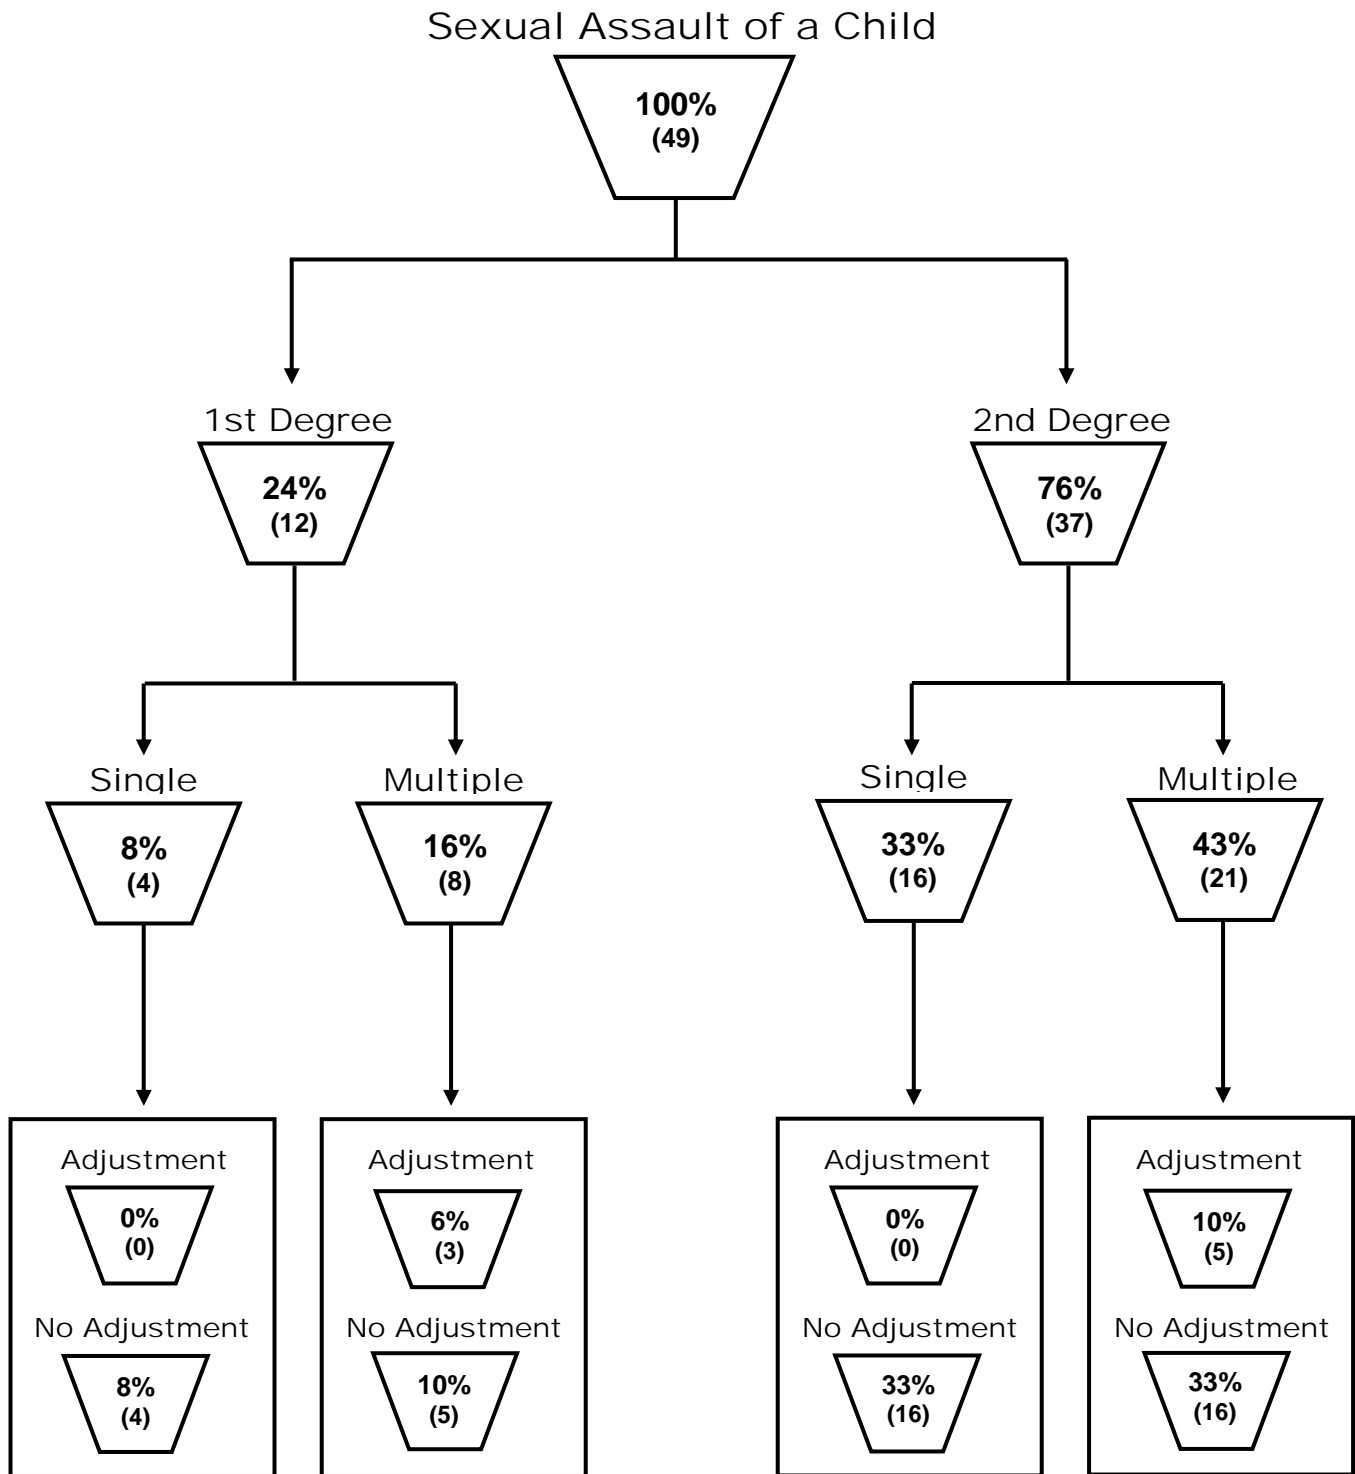 Sexual Assault of a Child
100%
(49)
1st Degree
24%
(12)
2nd Degree
76%
(37)
Single
8%
(4)
Multiple
16%
(8)
Single
33%
(16)
Multiple
43%
(21)
Adjustment
0%
(0)
No Adjustment
8%
(4)
Adjustment
6%
(3)
No Adjustment
10%
(5)
Adjustment
0%
(0)
No Adjustment
33%
(16)
Adjustment
10%
(5)
No Adjustment
33%
(16)